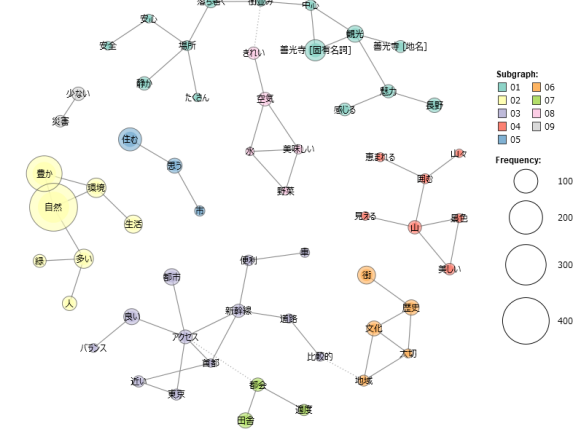 落ち着く 街並み 中心
安心
観光
安全 場所 きれい 善光寺 [固有名詞] 善光寺 [地名]
静か たくさん 空気 魅力
感じる 長野
少ない
災害
住む 水 美味しい 恵まれる 山々
思う 囲む
豊か 環境 野菜
自然 市 見える 景色
生活 山
緑 多い 便利 車 美しい
人 都市 街
良い 新幹線 道路 歴史
バランス アクセス 文化
首都 比較的 大切
近い 東京 都会 地域
田舎 適度
Subgraph:
01 06
02 07
03 08
04 09
05
Frequency:
100
200
300
400